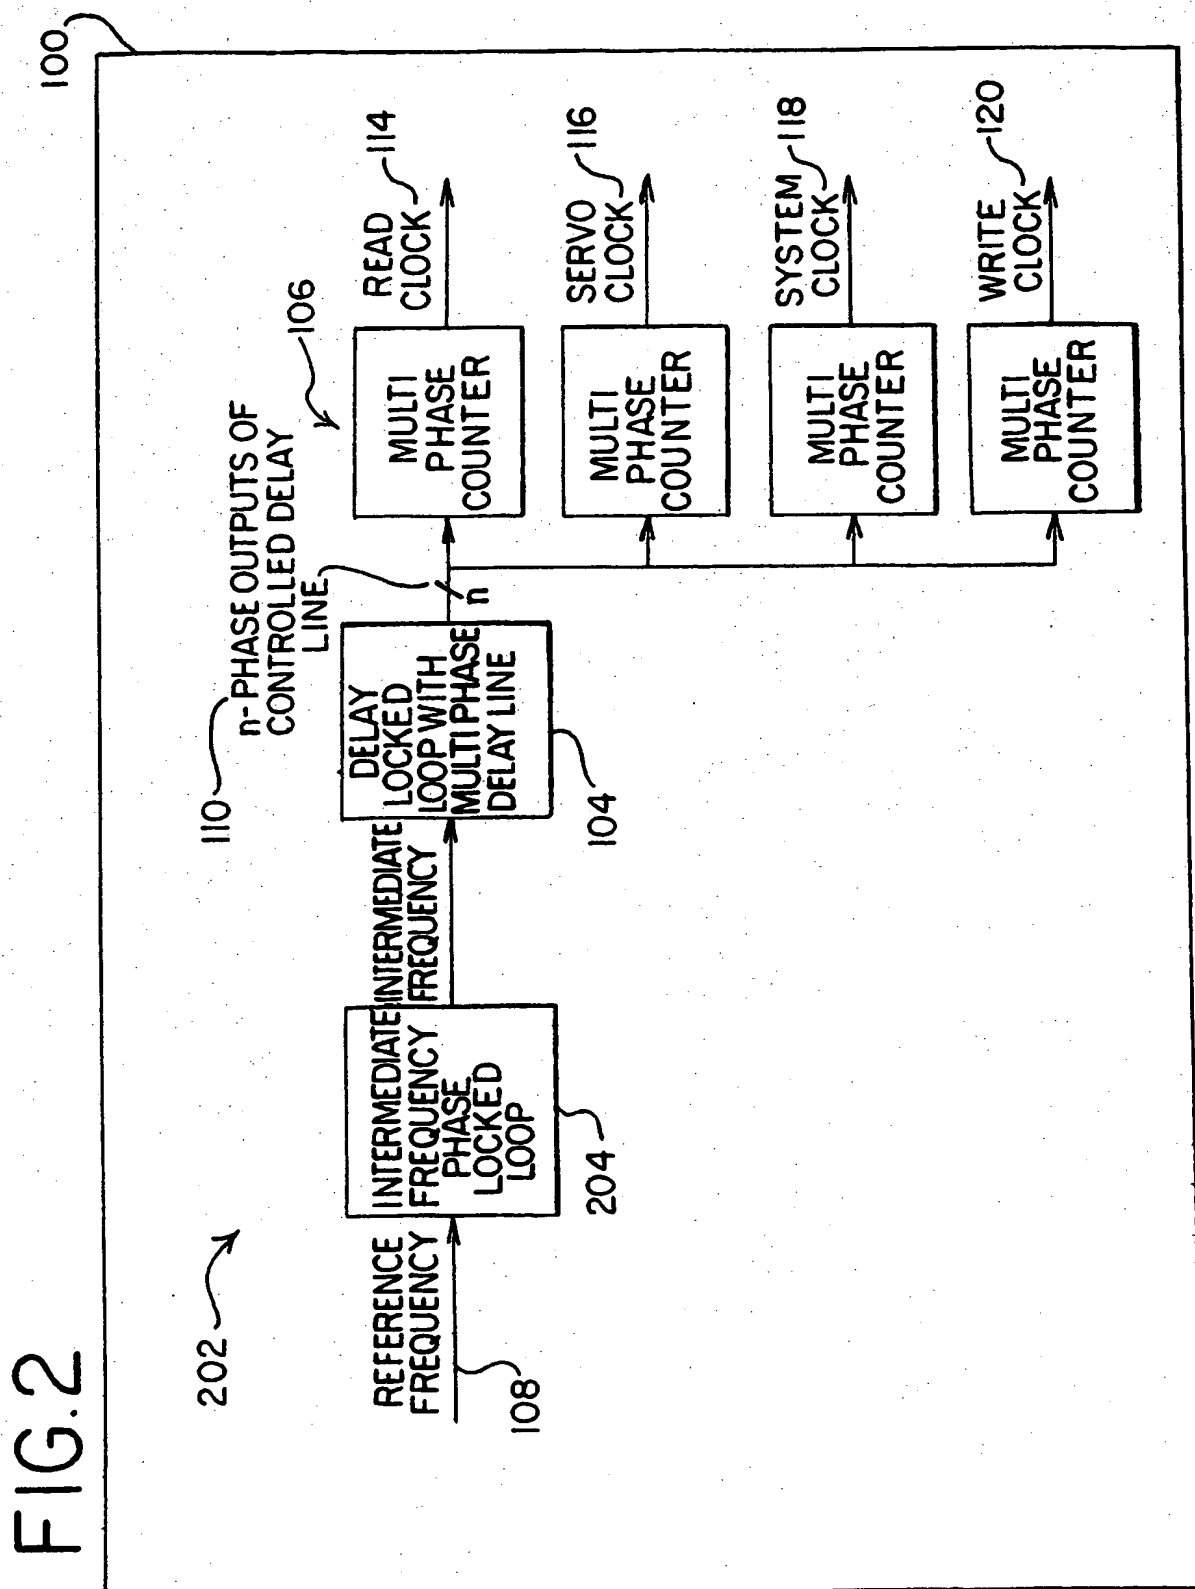 FIG.2
100
202
110
n-PHASE OUTPUTS OF
CONTROLLED DELAY
LINE
106
REFERENCE
FREQUENCY
108
INTERMEDIATE
FREQUENCY
PHASE
LOCKED
LOOP
204
INTERMEDIATE
FREQUENCY
DELAY
LOCKED
LOOP WITH
MULTI PHASE
DELAY LINE
104
n
MULTI
PHASE
COUNTER
READ
CLOCK
114
MULTI
PHASE
COUNTER
SERVO
CLOCK
116
MULTI
PHASE
COUNTER
SYSTEM
CLOCK
118
MULTI
PHASE
COUNTER
WRITE
CLOCK
120